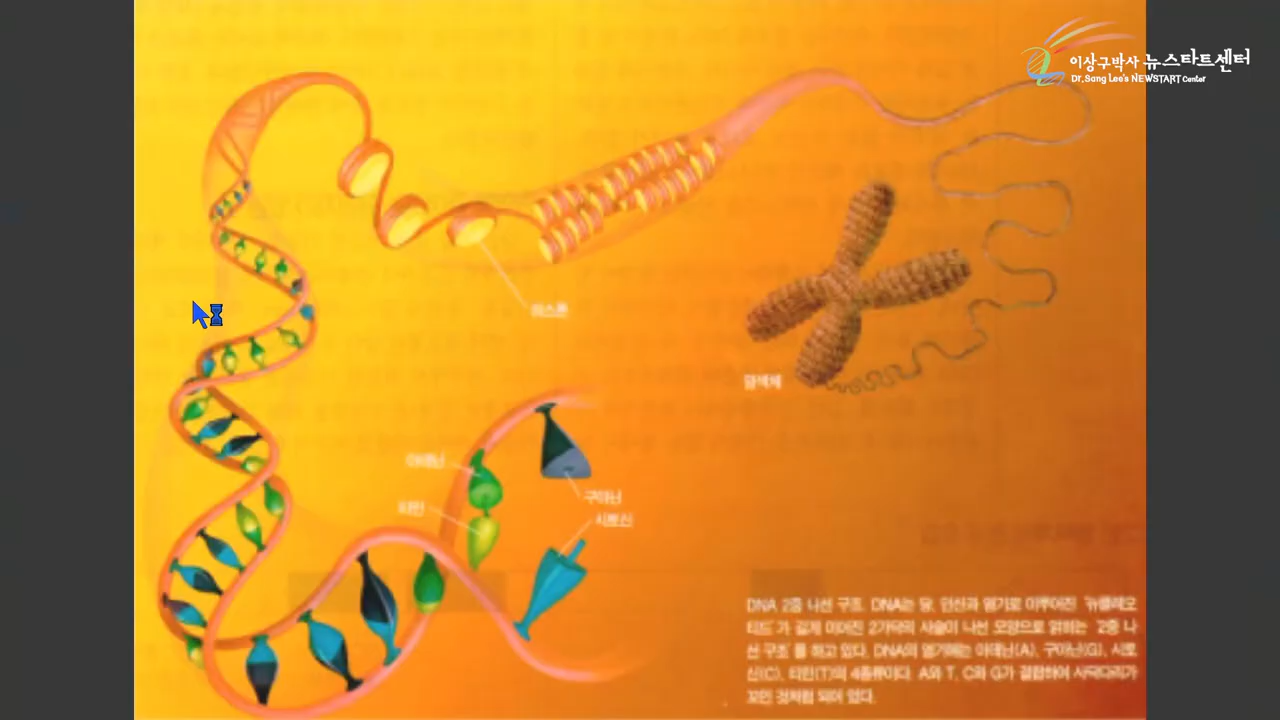 이상구박사 뉴스타트센터
Dr.Sang Lee's NEWSTART Center
히스톤
염색체
아데닌
구아닌
티민
시토신
DNA 2중 나선 구조. DNA는 당, 인산과 염기로 이루어진 '뉴클레오
티드'가 길게 이어진 2가닥의 사슬이 나선 모양으로 얽히는 '2중 나
선 구조'를 하고 있다. DNA의 염기에는 아데닌(A), 구아닌(G), 시토
신(C), 티민(T)의 4종류이다. A와 T, C와 G가 결합하여 사다리가
꼬인 것처럼 되어 있다.